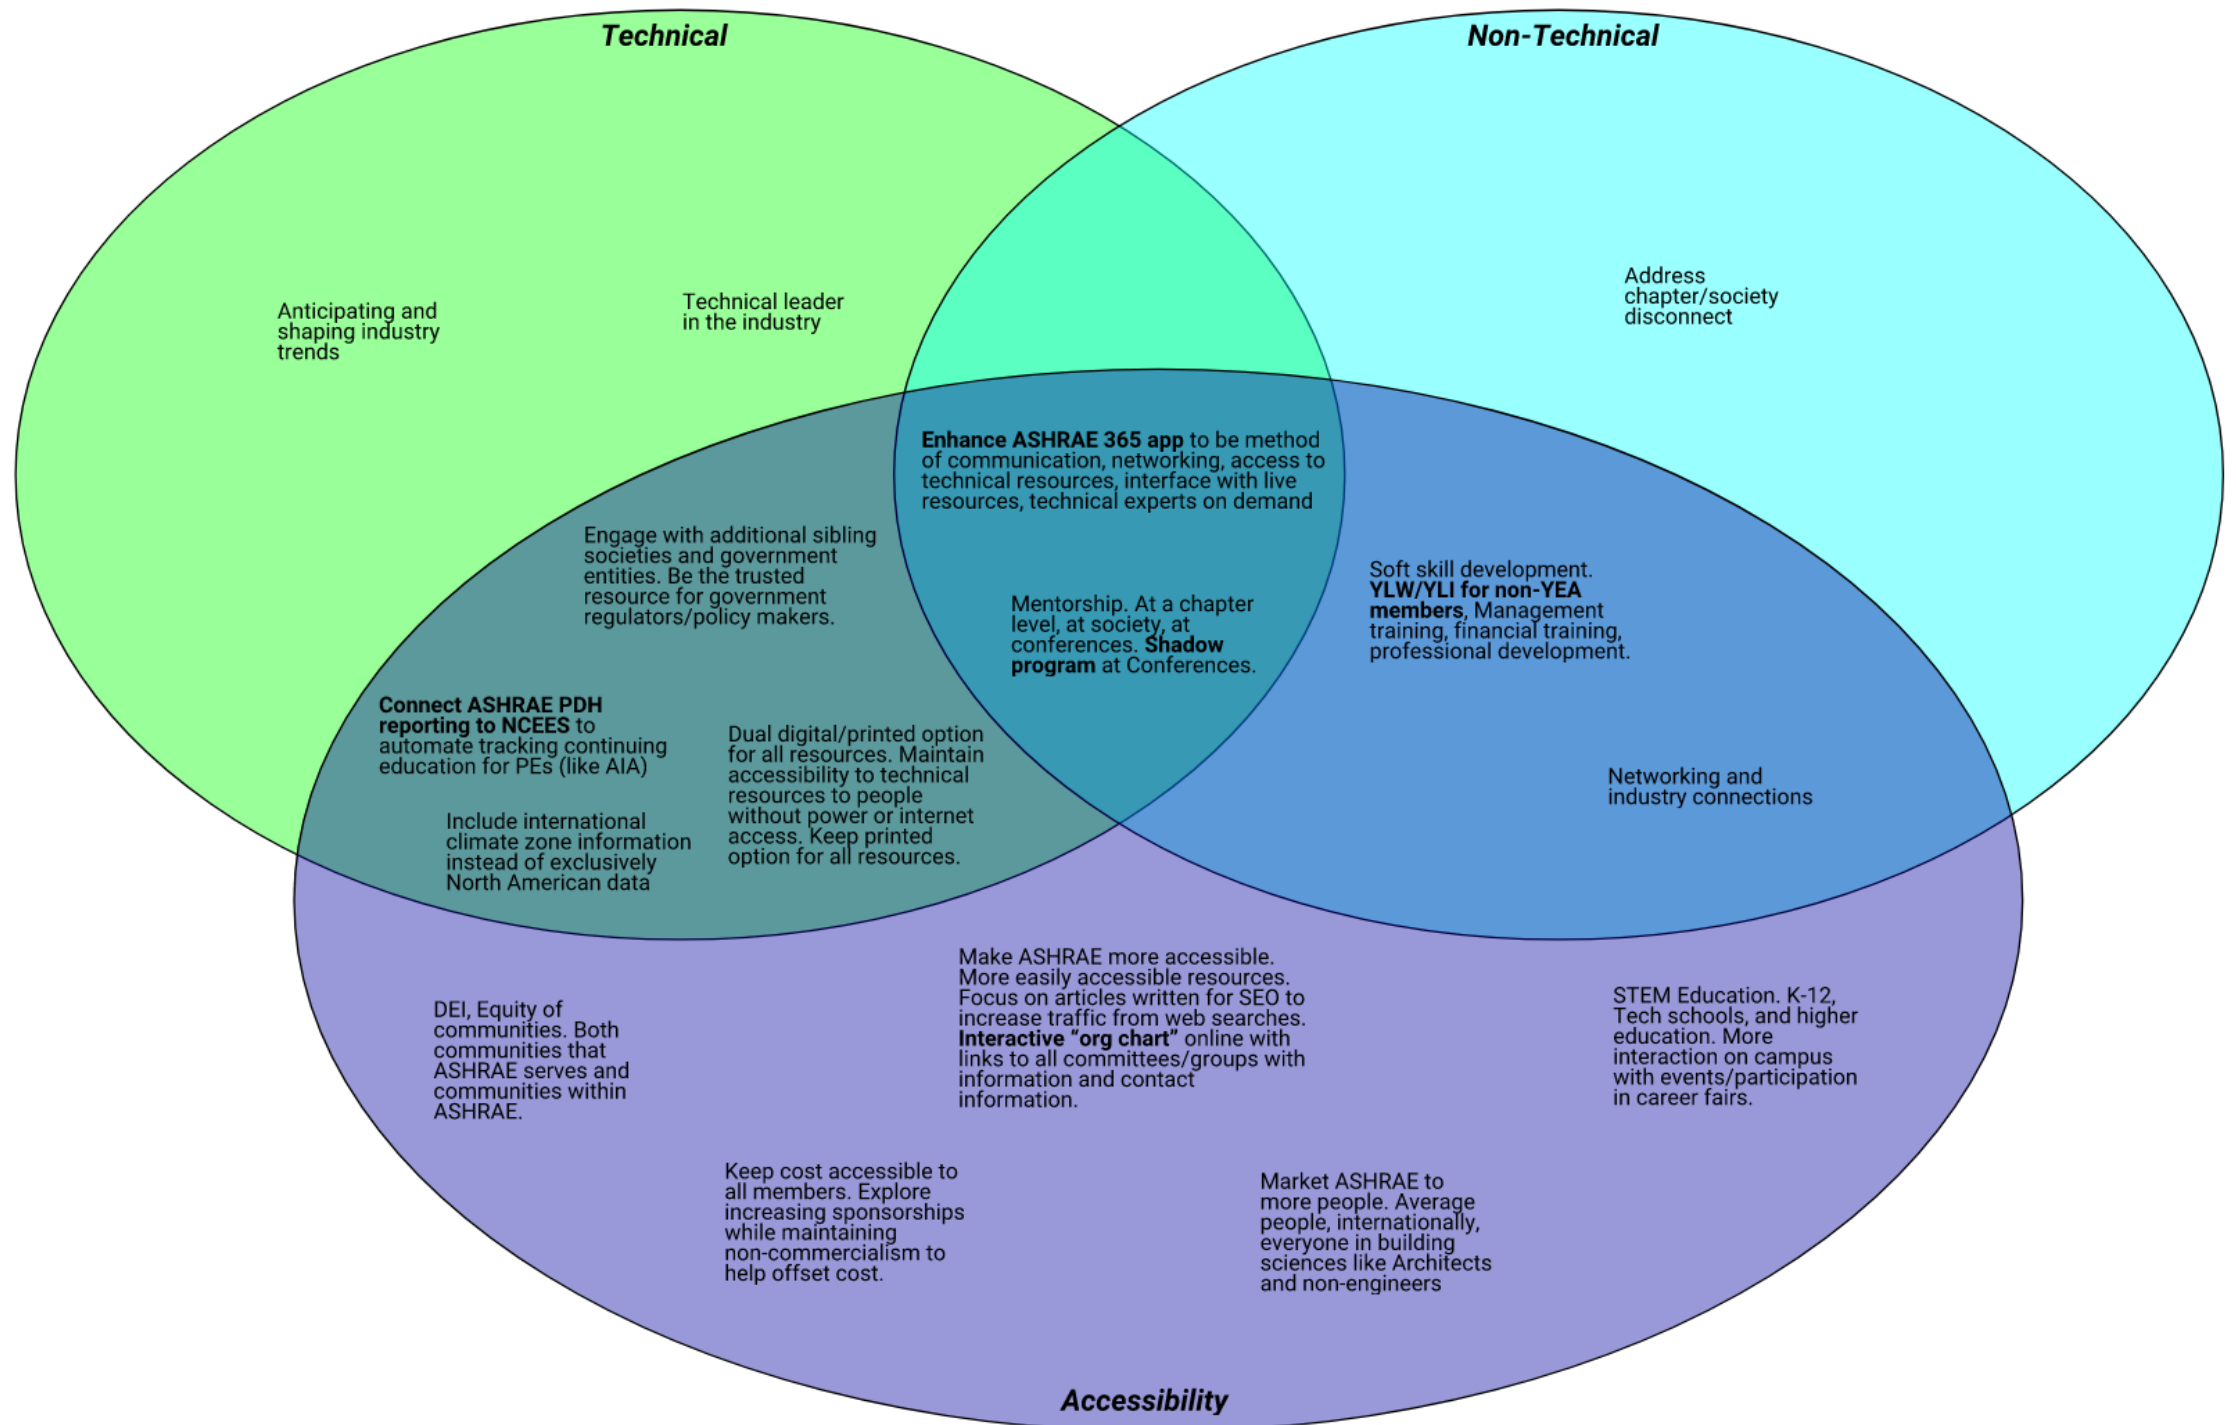 Technical
Non-Technical
Anticipating and
shaping industry
trends
Technical leader
in the industry
Address
chapter/society
disconnect
Enhance ASHRAE 365 app to be method
of communication, networking, access to
technical resources, interface with live
resources, technical experts on demand
Engage with additional sibling
societies and government
entities. Be the trusted
resource for government
regulators/policy makers.
Mentorship. At a chapter
level, at society, at
conferences. Shadow
program at Conferences.
Soft skill development.
YLW/YLI for non-YEA
members, Management
training, financial training,
professional development.
Connect ASHRAE PDH
reporting to NCEES to
automate tracking continuing
education for PEs (like AIA)
Dual digital/printed option
for all resources. Maintain
accessibility to technical
resources to people
without power or internet
access. Keep printed
option for all resources.
Networking and
industry connections
Include international
climate zone information
instead of exclusively
North American data
DEI, Equity of
communities. Both
communities that
ASHRAE serves and
communities within
ASHRAE.
Make ASHRAE more accessible.
More easily accessible resources.
Focus on articles written for SEO to
increase traffic from web searches.
Interactive “org chart” online with
links to all committees/groups with
information and contact
information.
STEM Education. K-12,
Tech schools, and higher
education. More
interaction on campus
with events/participation
in career fairs.
Keep cost accessible to
all members. Explore
increasing sponsorships
while maintaining
non-commercialism to
help offset cost.
Market ASHRAE to
more people. Average
people, internationally,
everyone in building
sciences like Architects
and non-engineers
Accessibility